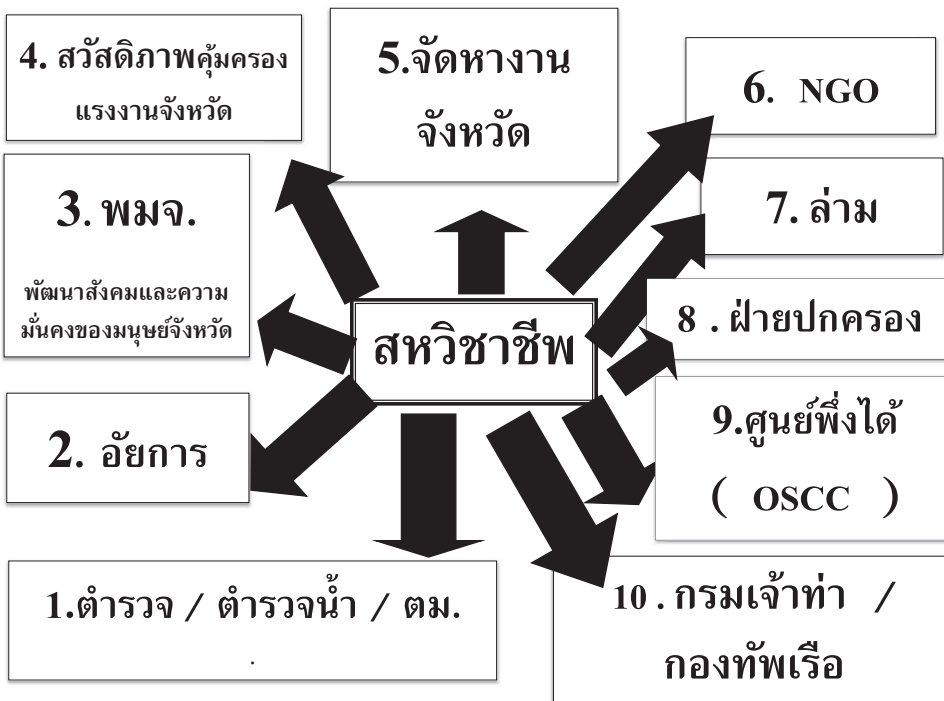 4. สวัสดิภาพคุ้มครอง
แรงงานจังหวัด
5.จัดหางาน
จังหวัด
6. NGO
3. พมจ.
พัฒนาสังคมและความ
มั่นคงของมนุษย์จังหวัด
7. ล่าม
8 . ฝ่ายปกครอง
สหวิชาชีพ
2. อัยการ
9.ศูนย์พึ่งได้
( OSCC )
1.ตำรวจ / ตำรวจน้ำ / ตม.
.
10 . กรมเจ้าท่า /
กองทัพเรือ